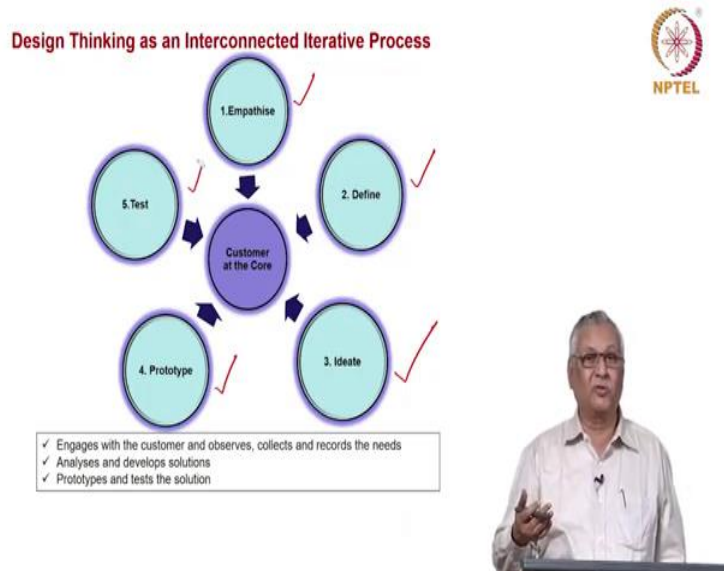 Design Thinking as an Interconnected Iterative Process
NPTEL
1.Empathise
2. Define
5.Test
Customer
at the Core
4. Prototype
3. Ideate
✓ Engages with the customer and observes, collects and records the needs
✓ Analyses and develops solutions
✓ Prototypes and tests the solution